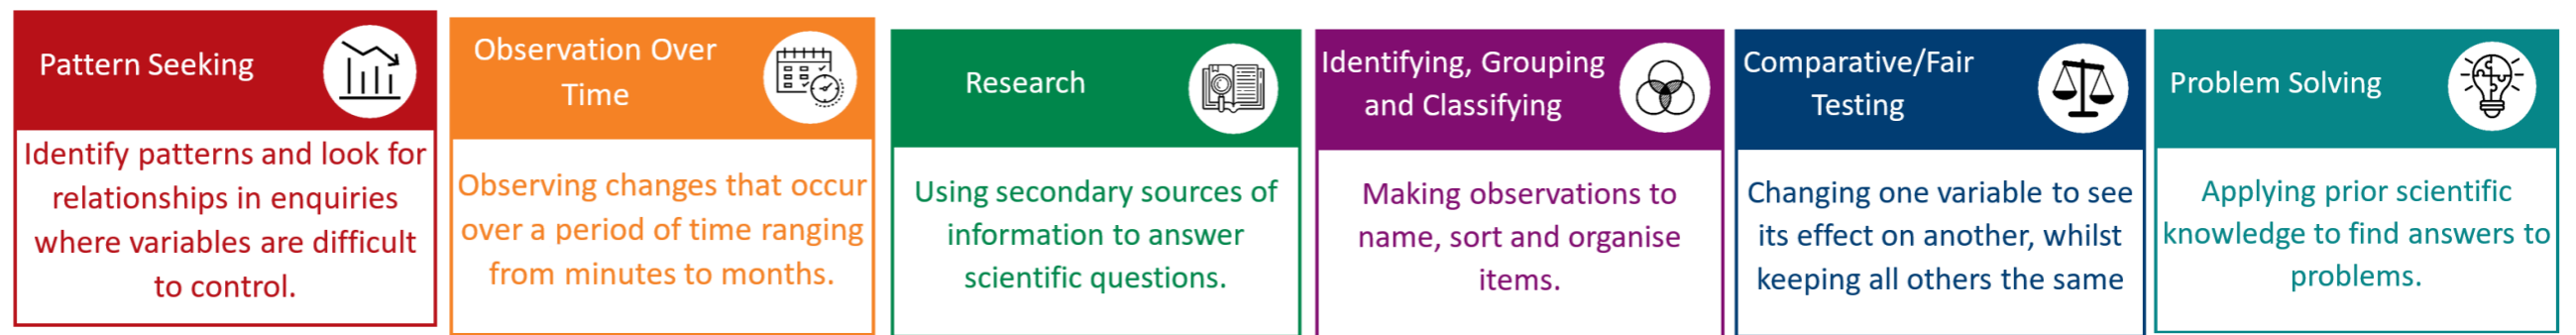 Pattern Seeking
Identify patterns and look for
relationships in enquiries
where variables are difficult
to control.
Observation Over
Time
Observing changes that occur
over a period of time ranging
from minutes to months.
Research
Using secondary sources of
information to answer
scientific questions.
Identifying, Grouping
and Classifying
Making observations to
name, sort and organise
items.
Comparative/Fair
Testing
Changing one variable to see
its effect on another, whilst
keeping all others the same
Problem Solving
Applying prior scientific
knowledge to find answers to
problems.